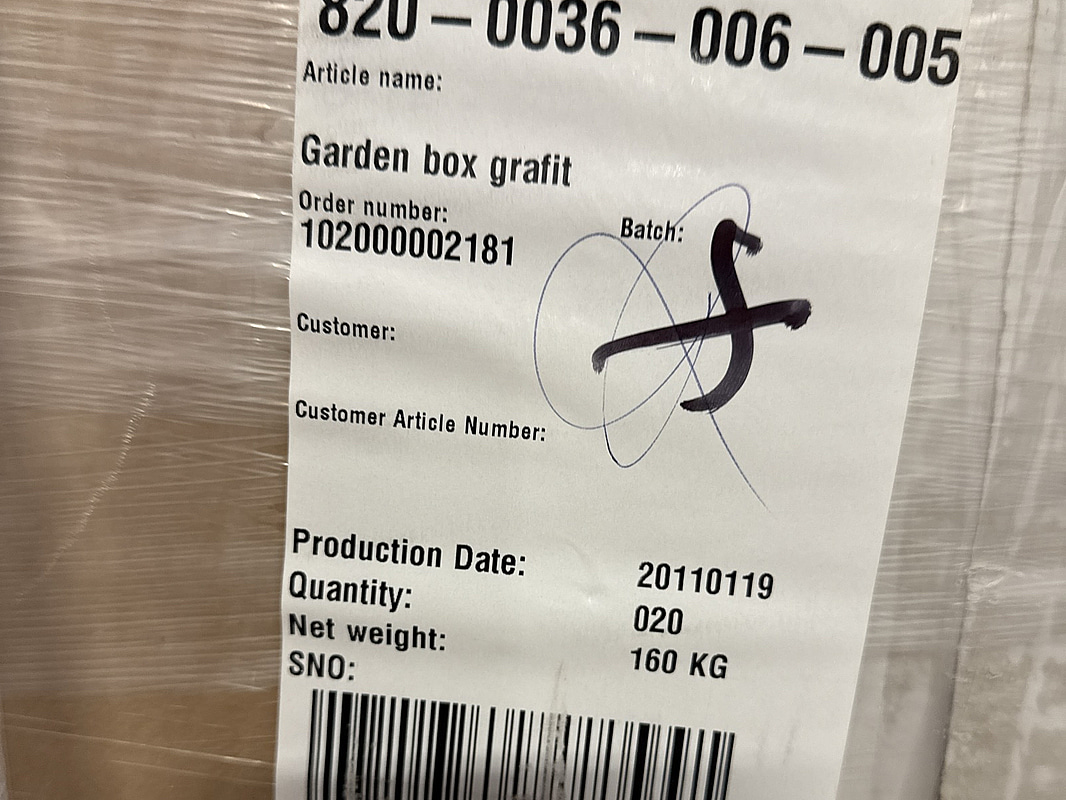 820 - 0036 - 006 - 005
Article name:
Garden box grafit
Order number:
102000002181
Batch:
Customer:
Customer Article Number:
Production Date: 20110119
Quantity: 020
Net weight: 160 KG
SNO: